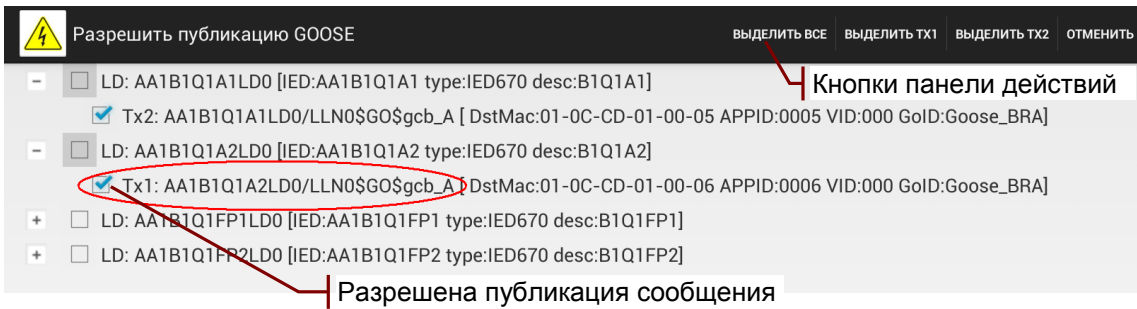 Разрешить публикацию GOOSE
ВЫДЕЛИТЬ ВСЕ ВЫДЕЛИТЬ TX1 ВЫДЕЛИТЬ TX2 ОТМЕНИТЬ
Кнопки панели действий
LD: AA1B1Q1A1LD0 [IED:AA1B1Q1A1 type:IED670 desc:B1Q1A1]
Tx2: AA1B1Q1A1LD0/LLN0$GO$gcb_A [ DstMac:01-0C-CD-01-00-05 APPID:0005 VID:000 GoID:Goose_BRA]
LD: AA1B1Q1A2LD0 [IED:AA1B1Q1A2 type:IED670 desc:B1Q1A2]
Tx1: AA1B1Q1A2LD0/LLN0$GO$gcb_A [ DstMac:01-0C-CD-01-00-06 APPID:0006 VID:000 GoID:Goose_BRA]
LD: AA1B1Q1FP1LD0 [IED:AA1B1Q1FP1 type:IED670 desc:B1Q1FP1]
LD: AA1B1Q1FP2LD0 [IED:AA1B1Q1FP2 type:IED670 desc:B1Q1FP2]
Разрешена публикация сообщения